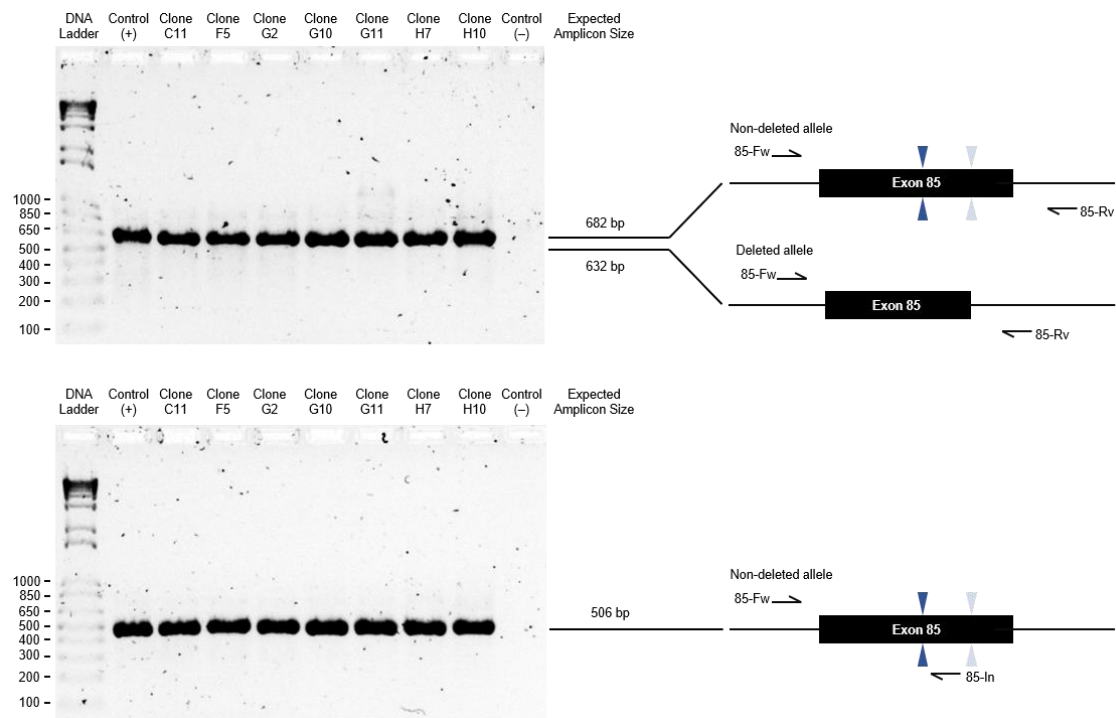 DNA Ladder Control (+) Clone C11 Clone F5 Clone G2 Clone G10 Clone G11 Clone H7 Clone H10 Control (–) Expected Amplicon Size
1000
850
650
500
400
300
200
100
682 bp
632 bp
Non-deleted allele
85-Fw
Exon 85
85-Rv
Deleted allele
85-Fw
Exon 85
85-Rv
DNA Ladder Control (+) Clone C11 Clone F5 Clone G2 Clone G10 Clone G11 Clone H7 Clone H10 Control (–) Expected Amplicon Size
1000
850
650
500
400
300
200
100
506 bp
Non-deleted allele
85-Fw
Exon 85
85-In